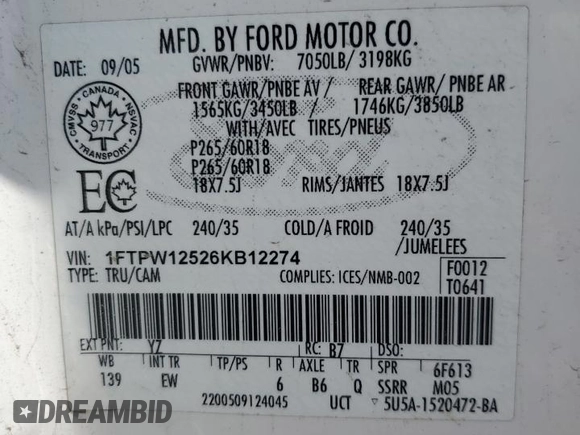 MFD. BY FORD MOTOR CO.
DATE: 09/05
GVWR/PNBV: 7050LB/ 3198KG
FRONT GAWR/ PNBE AV / REAR GAWR/ PNBE AR
1565KG/3450LB / 1746KG/3850LB
WITH/AVEC TIRES/PNEUS
P265/60R18
P265/60R18
18X7.5J RIMS/JANTES 18X7.5J
CANADA
CMVSS NSVAC
977
TRANSPORT
EC
AT/A kPa/PSI/LPC 240/35 COLD/A FROID 240/35
/JUMELEES
VIN: 1FTPW12526KB12274
TYPE: TRU/CAM COMPLIES: ICES/NMB-002
F0012
T0641
EXT PNT: YZ RC: B7 DSO:
WB INT TR TP/PS R AXLE TR SPR 6F613
139 EW 6 B6 Q SSRR M05
2200509124045 UCT 5U5A-1520472-BA
DREAMBID